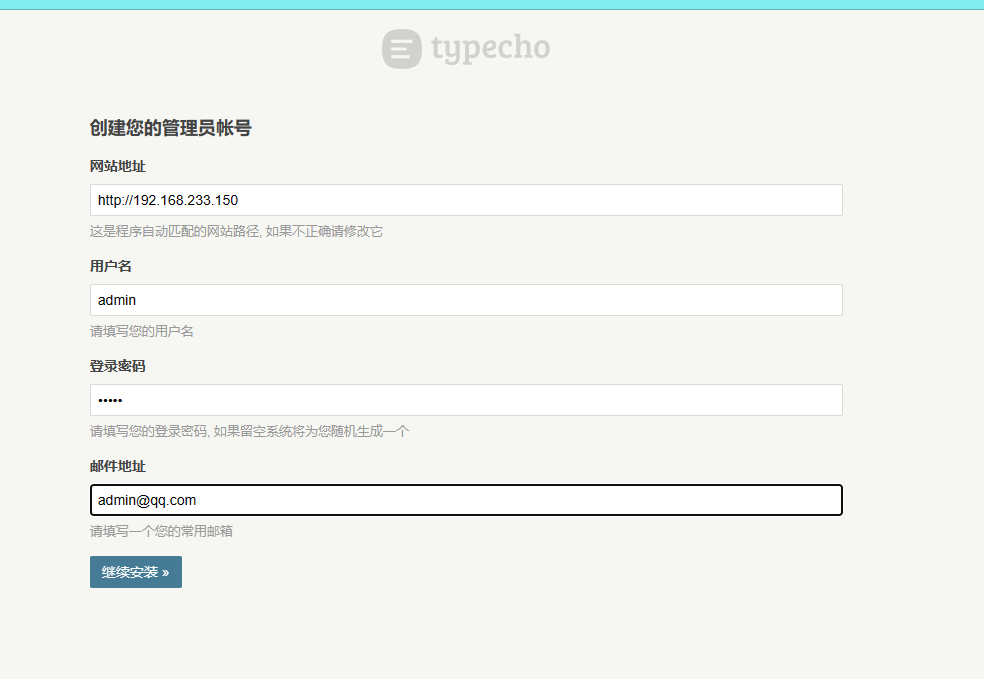 typecho
创建您的管理员帐号
网站地址
http://192.168.233.150
这是程序自动匹配的网站路径, 如果不正确请修改它
用户名
admin
请填写您的用户名
登录密码
•••••
请填写您的登录密码, 如果留空系统将为您随机生成一个
邮件地址
admin@qq.com
请填写一个您的常用邮箱
继续安装 »